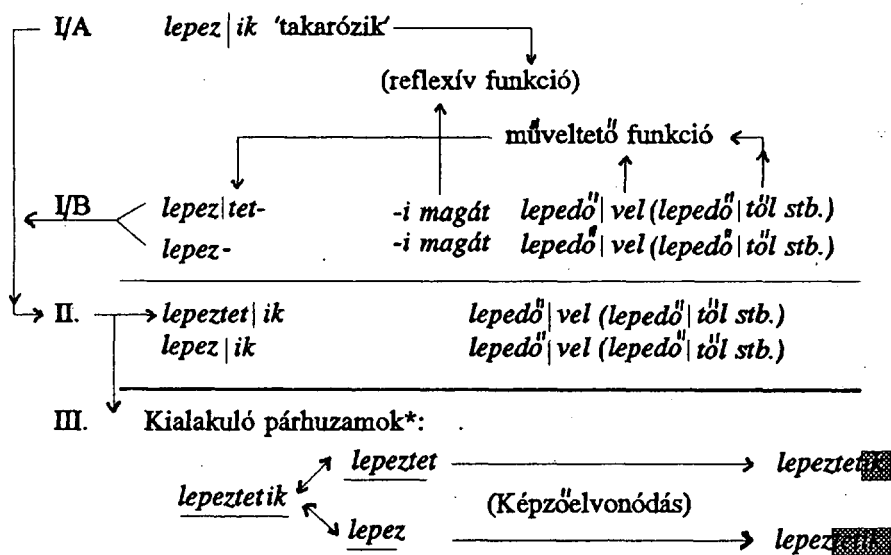 I/A lepez|ik 'takarózik'
(reflexív funkció)
műveltető funkció
I/B lepez|tet- -i magát lepedő|vel (lepedő|től stb.)
lepez- -i magát lepedő|vel (lepedő|től stb.)
II. lepeztet|ik lepedő|vel (lepedő|től stb.)
lepez|ik lepedő|vel (lepedő|től stb.)
III. Kialakuló párhuzamok*:
lepeztet lepeztetik
lepeztetik (Képzőelvonódás)
lepez lepeztetik